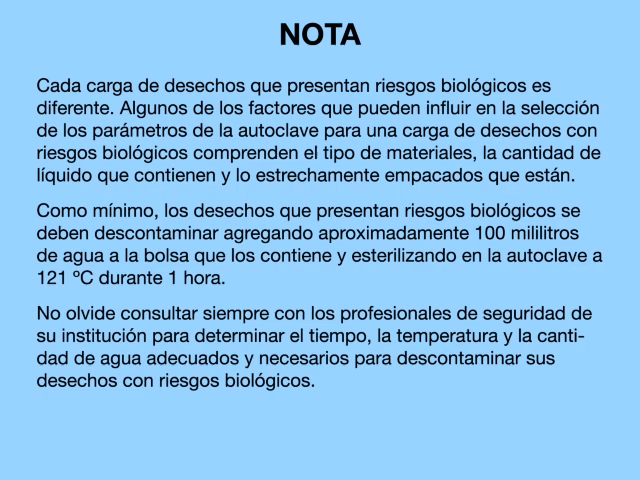 NOTA
Cada carga de desechos que presentan riesgos biológicos es
diferente. Algunos de los factores que pueden influir en la selección
de los parámetros de la autoclave para una carga de desechos con
riesgos biológicos comprenden el tipo de materiales, la cantidad de
líquido que contienen y lo estrechamente empacados que están.
Como mínimo, los desechos que presentan riesgos biológicos se
deben descontaminar agregando aproximadamente 100 mililitros
de agua a la bolsa que los contiene y esterilizando en la autoclave a
121 ºC durante 1 hora.
No olvide consultar siempre con los profesionales de seguridad de
su institución para determinar el tiempo, la temperatura y la canti-
dad de agua adecuados y necesarios para descontaminar sus
desechos con riesgos biológicos.